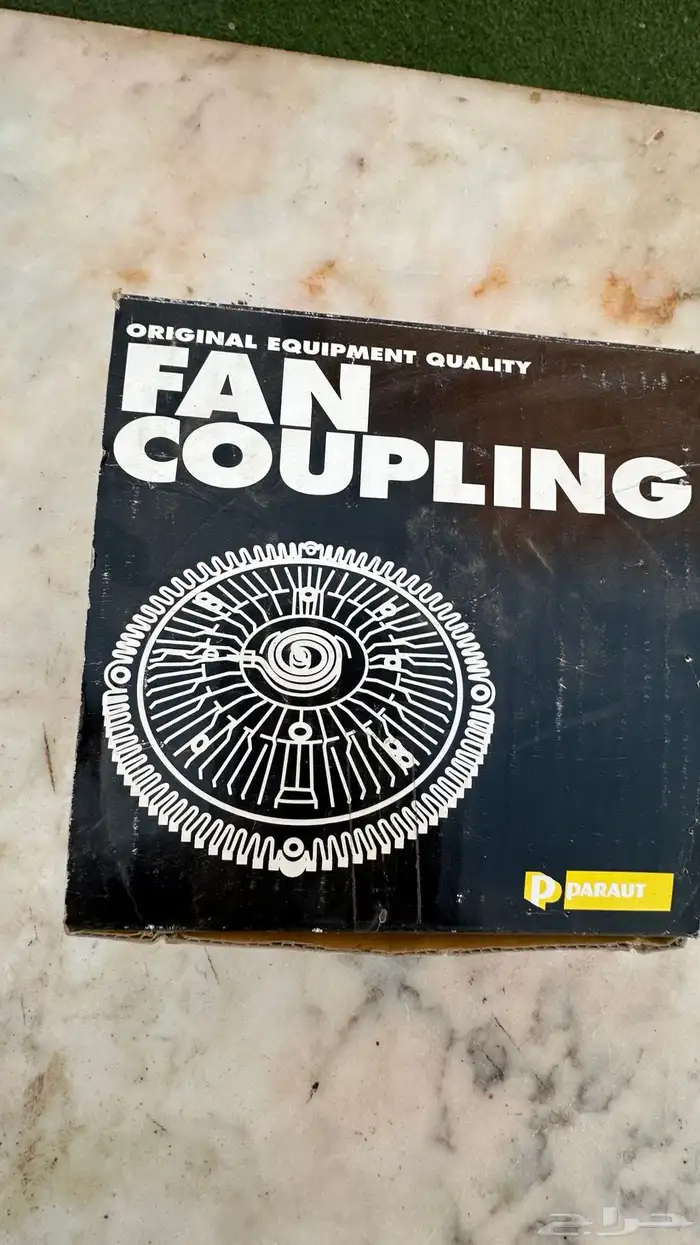 ORIGINAL EQUIPMENT QUALITY
FAN
COUPLING
P PARAUT
حراج